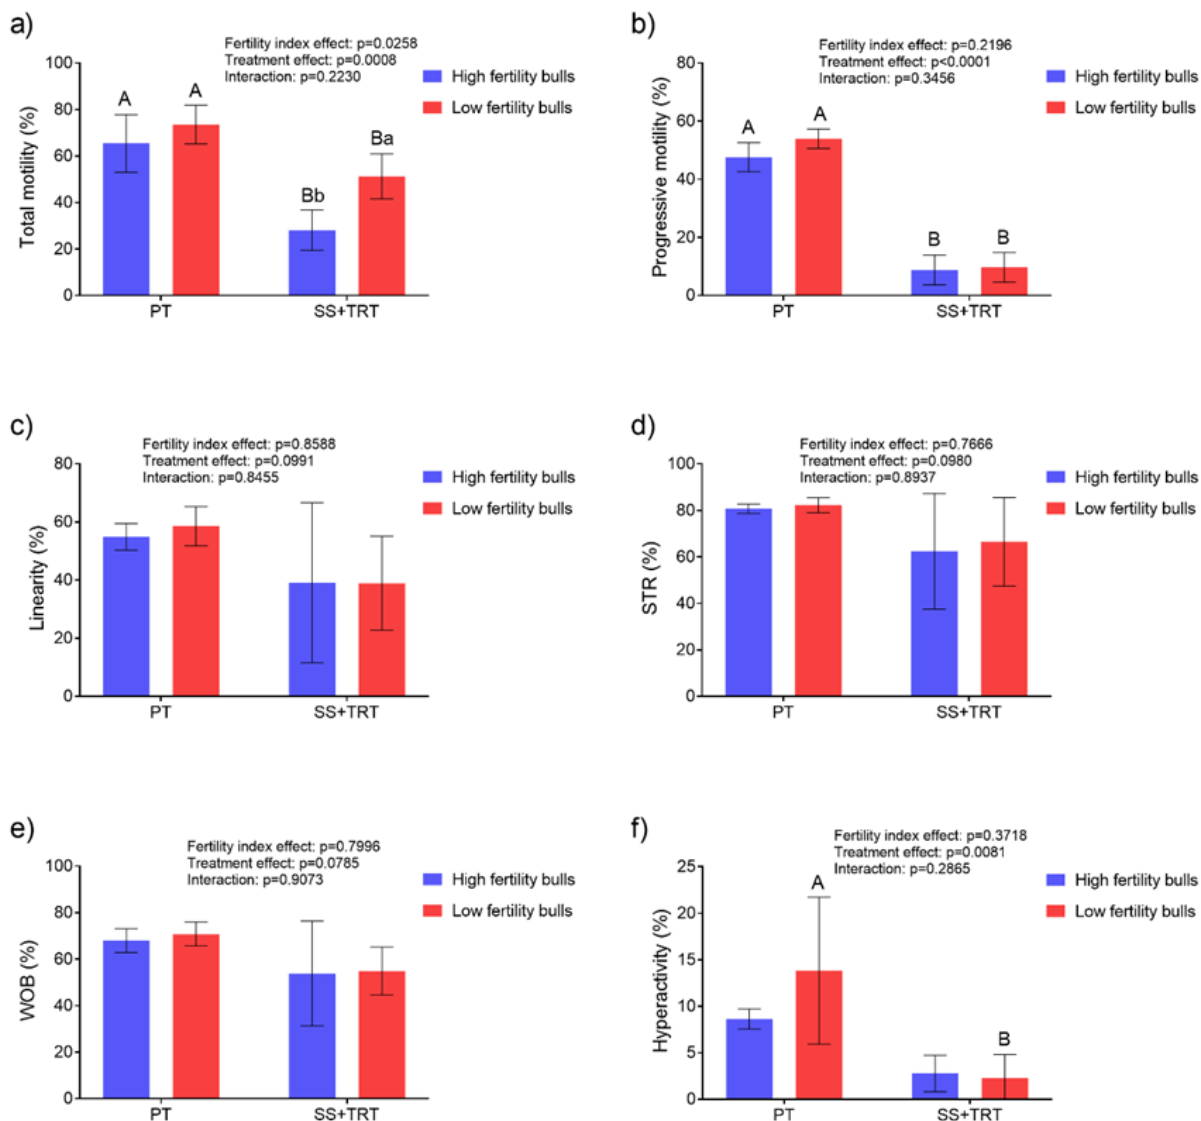 a)
Fertility index effect: p=0.0258
Treatment effect: p=0.0008
Interaction: p=0.2230
High fertility bulls
Low fertility bulls
Total motility (%)
100
80
60
40
20
0
A
A
Bb
Ba
PT
SS+TRT
b)
Fertility index effect: p=0.2196
Treatment effect: p<0.0001
Interaction: p=0.3456
High fertility bulls
Low fertility bulls
Progressive motility (%)
80
60
40
20
0
A
A
B
B
PT
SS+TRT
c)
Fertility index effect: p=0.8588
Treatment effect: p=0.0991
Interaction: p=0.8455
High fertility bulls
Low fertility bulls
Linearity (%)
80
60
40
20
0
PT
SS+TRT
d)
Fertility index effect: p=0.7666
Treatment effect: p=0.0980
Interaction: p=0.8937
High fertility bulls
Low fertility bulls
STR (%)
100
80
60
40
20
0
PT
SS+TRT
e)
Fertility index effect: p=0.7996
Treatment effect: p=0.0785
Interaction: p=0.9073
High fertility bulls
Low fertility bulls
WOB (%)
100
80
60
40
20
0
PT
SS+TRT
f)
Fertility index effect: p=0.3718
Treatment effect: p=0.0081
Interaction: p=0.2865
High fertility bulls
Low fertility bulls
Hyperactivity (%)
25
20
15
10
5
0
A
B
PT
SS+TRT